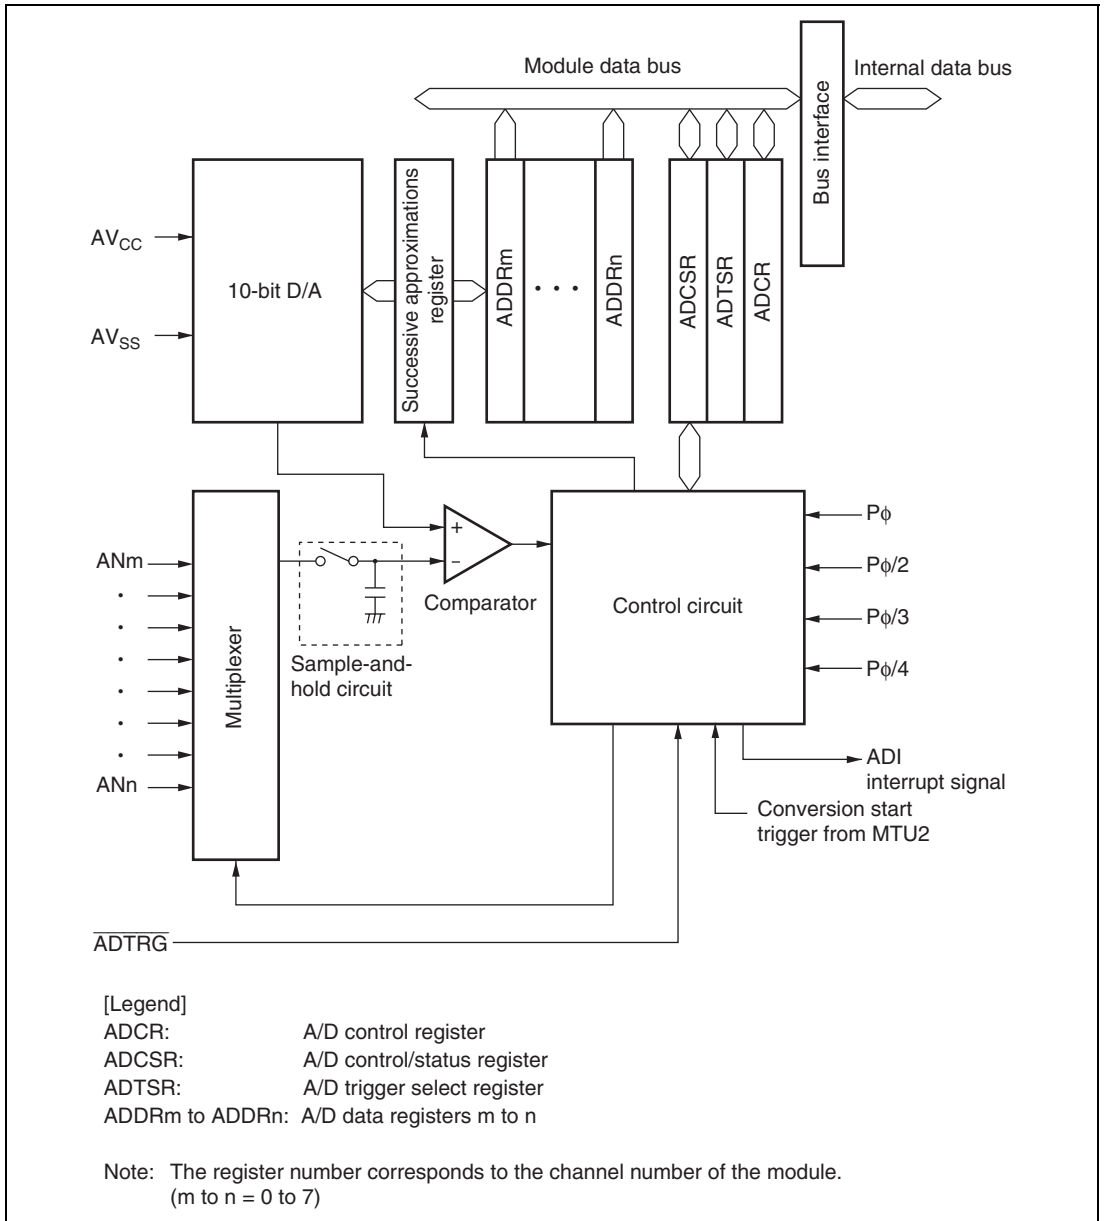 Module data bus
Internal data bus
Bus interface
AVCC
AVSS
10-bit D/A
Successive approximations
register
ADDRm
• • •
ADDRn
ADCSR
ADTSR
ADCR
ANm
·
·
·
·
·
·
ANn
Multiplexer
Sample-and-
hold circuit
+
−
Comparator
Control circuit
Pϕ
Pϕ/2
Pϕ/3
Pϕ/4
ADI
interrupt signal
Conversion start
trigger from MTU2
ADTRG
[Legend]
ADCR: A/D control register
ADCSR: A/D control/status register
ADTSR: A/D trigger select register
ADDRm to ADDRn: A/D data registers m to n
Note: The register number corresponds to the channel number of the module.
(m to n = 0 to 7)